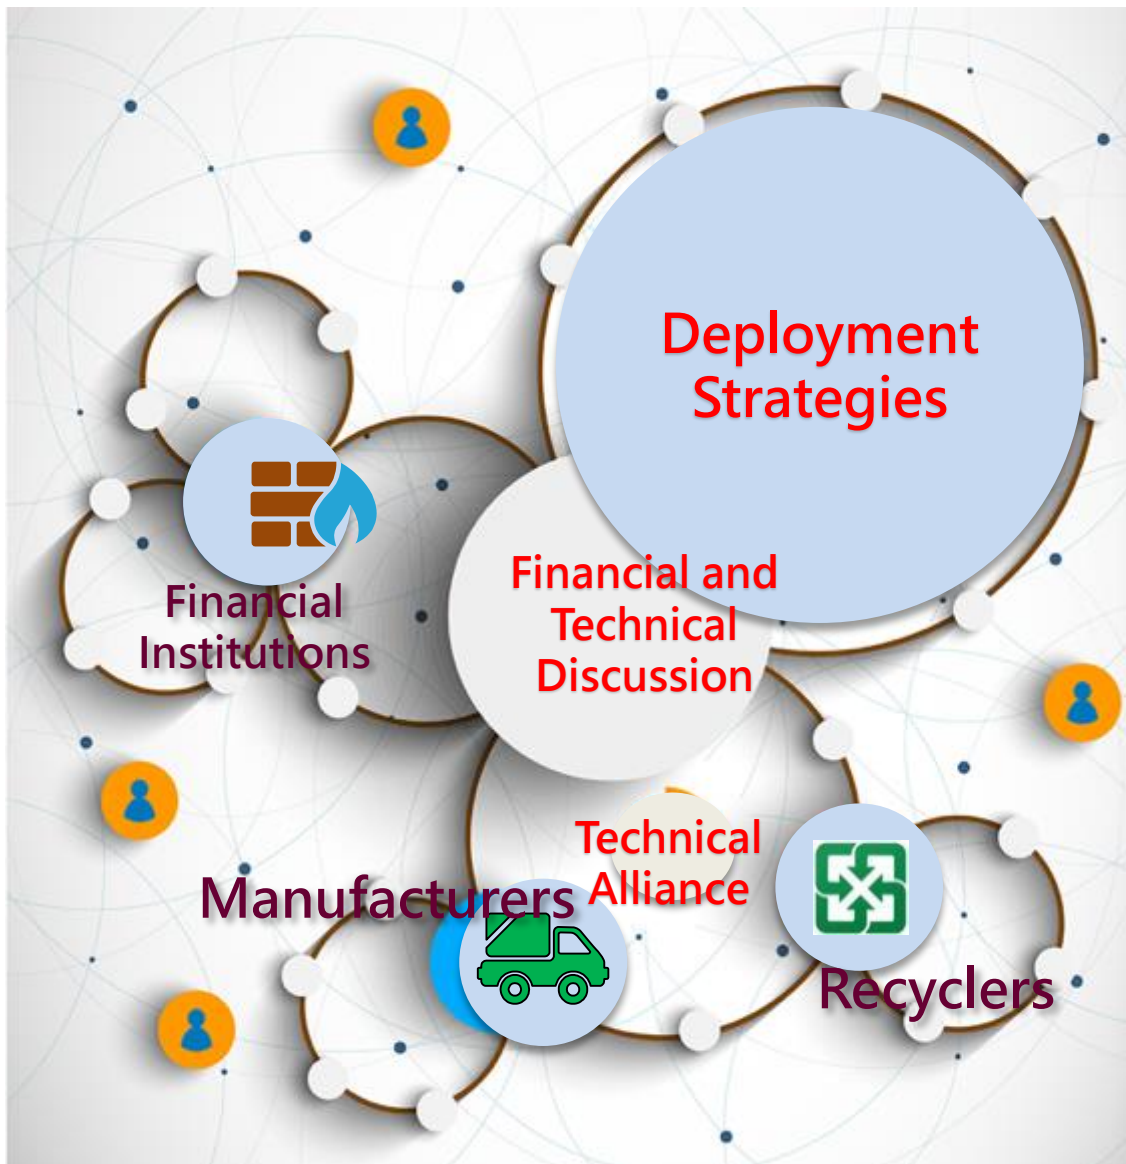 Deployment
Strategies
Financial and
Technical
Discussion
Financial
Institutions
Technical
Alliance
Manufacturers
Recyclers